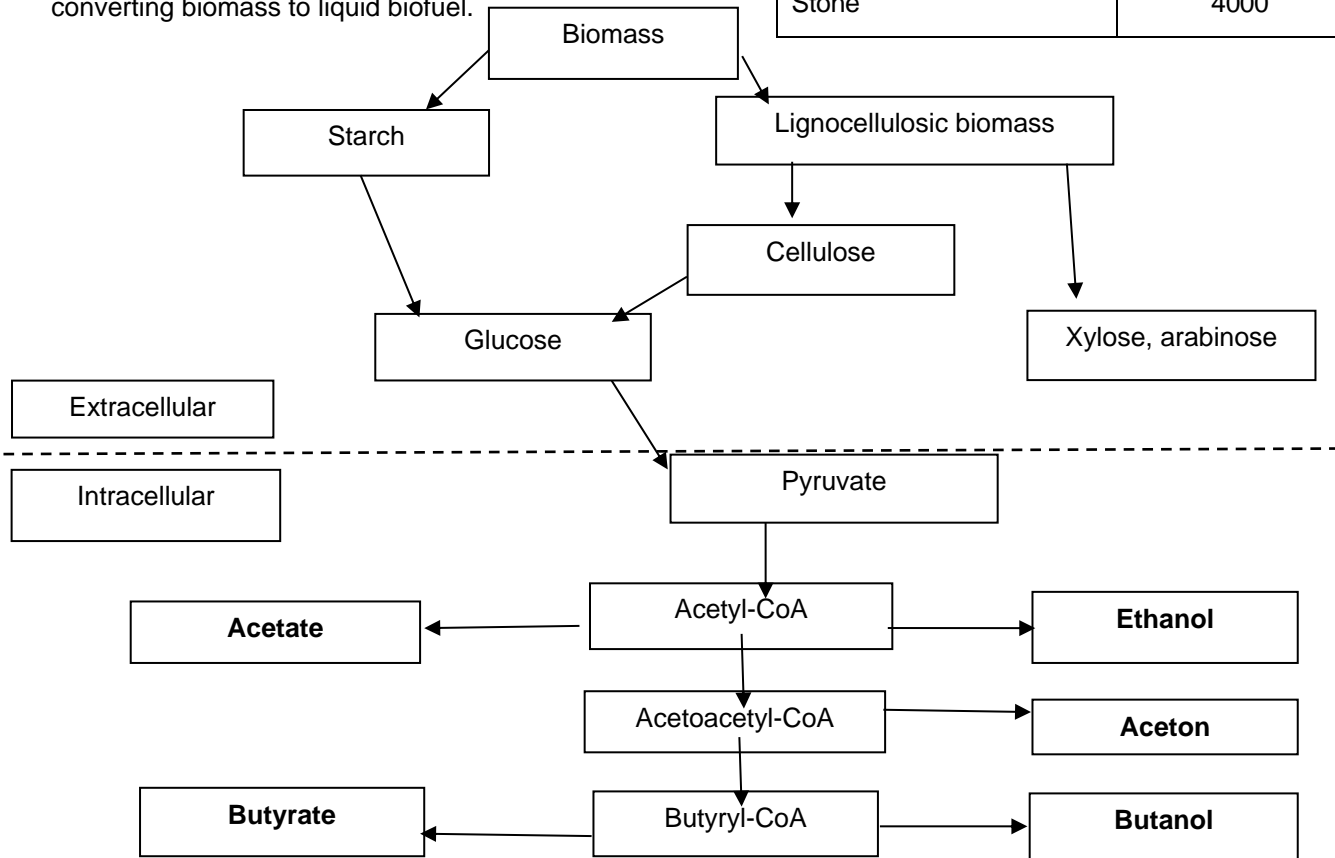 converting biomass to liquid biofuel.
Stone 4000
Biomass
Starch
Lignocellulosic biomass
Cellulose
Glucose
Xylose, arabinose
Extracellular
Intracellular
Pyruvate
Acetate
Acetyl-CoA
Ethanol
Acetoacetyl-CoA
Aceton
Butyrate
Butyryl-CoA
Butanol